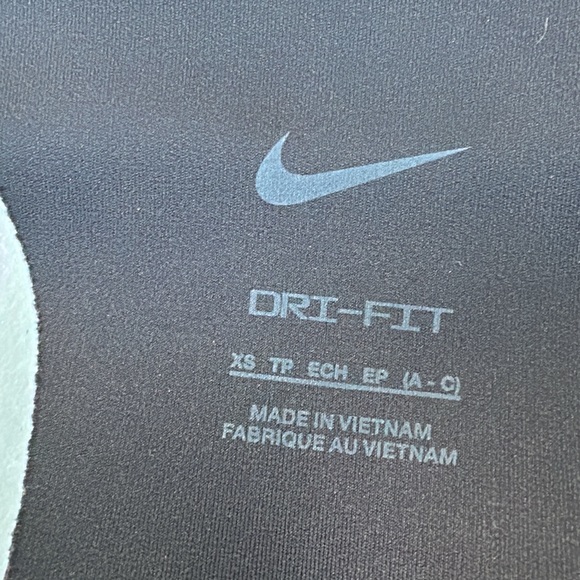 DRI-FIT
XS TP ECH EP (A - C)
MADE IN VIETNAM
FABRIQUE AU VIETNAM